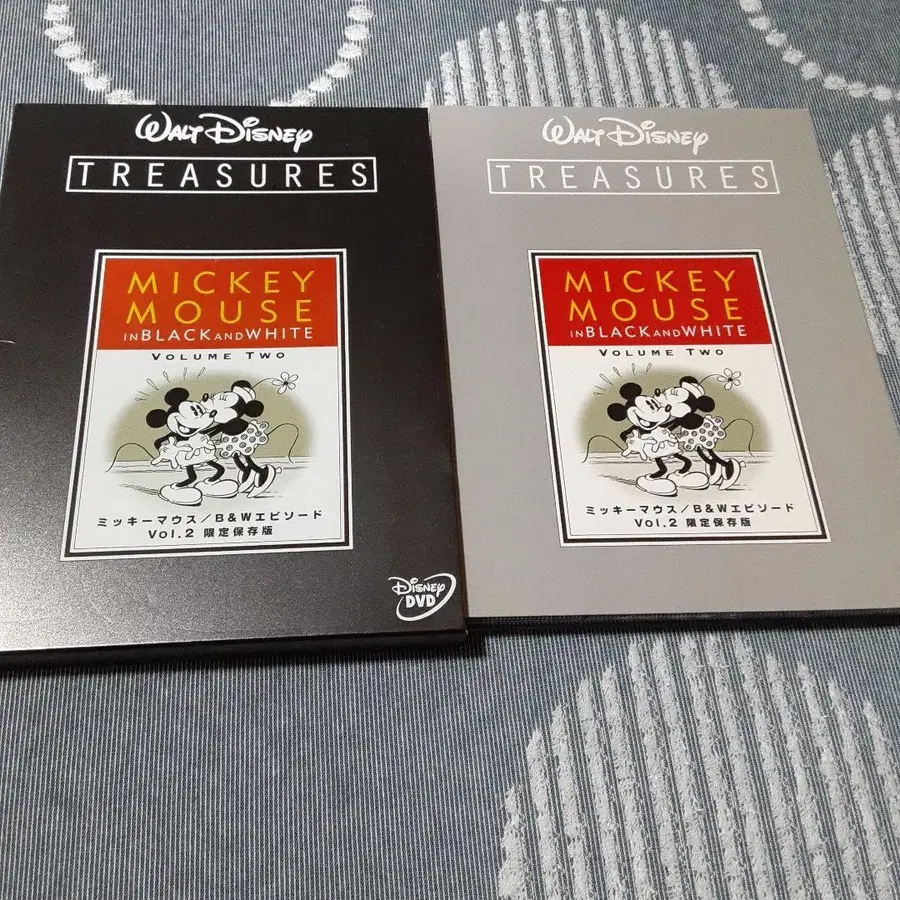 WALT DISNEY
TREASURES
MICKEY
MOUSE
IN BLACK AND WHITE
VOLUME TWO
ミッキーマウス/B&Wエピソード
Vol.2 限定保存版
DISNEY
DVD
WALT DISNEY
TREASURES
MICKEY
MOUSE
IN BLACK AND WHITE
VOLUME TWO
ミッキーマウス/B&Wエピソード
Vol.2 限定保存版